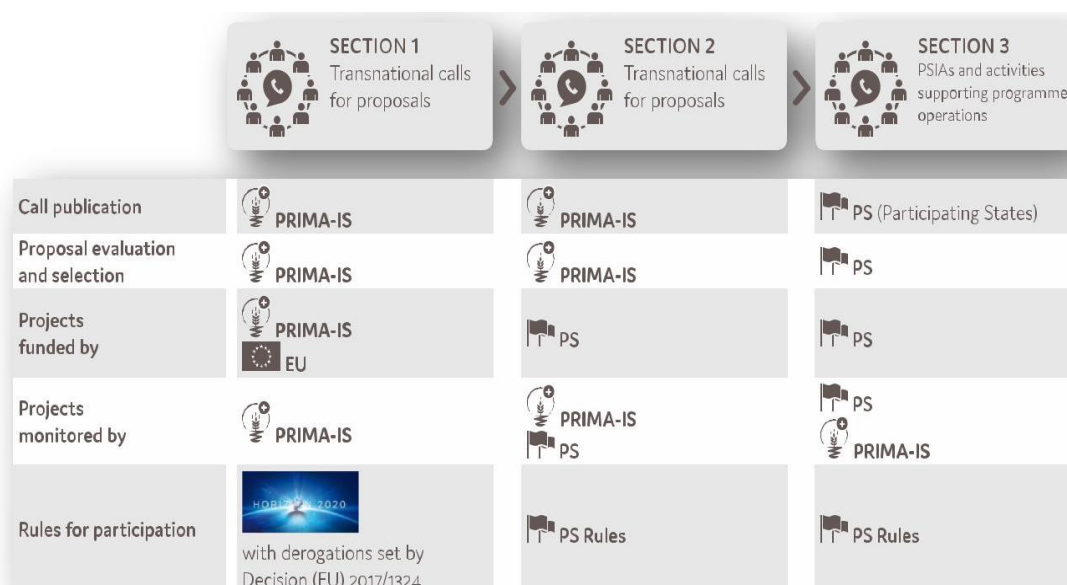 SECTION 1
Transnational calls
for proposals
SECTION 2
Transnational calls
for proposals
SECTION 3
PSIAs and activities
supporting programme
operations
Call publication
PRIMA-IS
PRIMA-IS
PS (Participating States)
Proposal evaluation
and selection
PRIMA-IS
PRIMA-IS
PS
Projects
funded by
PRIMA-IS
EU
PS
PS
Projects
monitored by
PRIMA-IS
PRIMA-IS
PS
PS
PRIMA-IS
Rules for participation
HORIZON 2020
with derogations set by
Decision (EU) 2017/1324
PS Rules
PS Rules